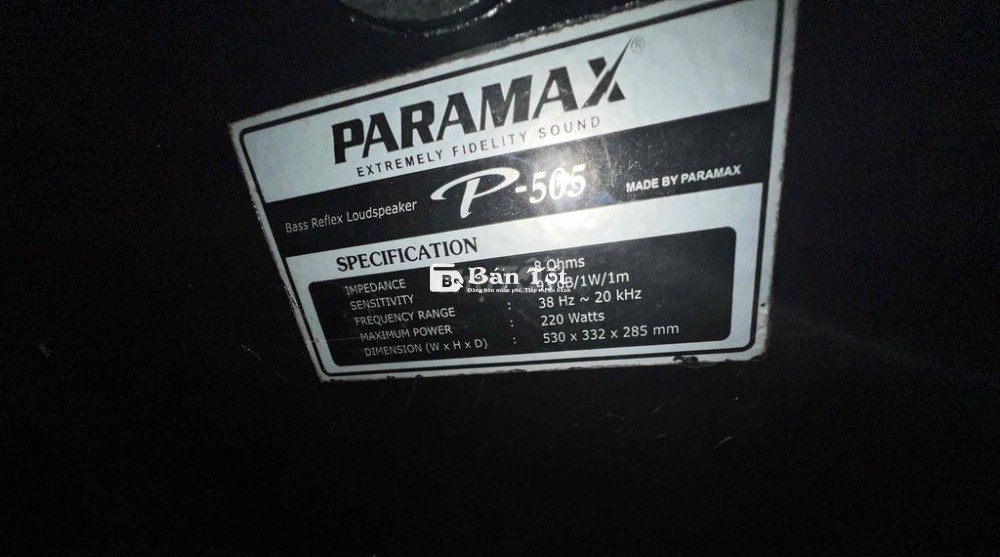 PARAMAX®
EXTREMELY FIDELITY SOUND
Bass Reflex Loudspeaker P-505 MADE BY PARAMAX
SPECIFICATION
IMPEDANCE 8 Ohms
SENSITIVITY dB/1W/1m
FREQUENCY RANGE : 38 Hz ~ 20 kHz
MAXIMUM POWER : 220 Watts
DIMENSION (W x H x D) : 530 x 332 x 285 mm
Bán Tôi